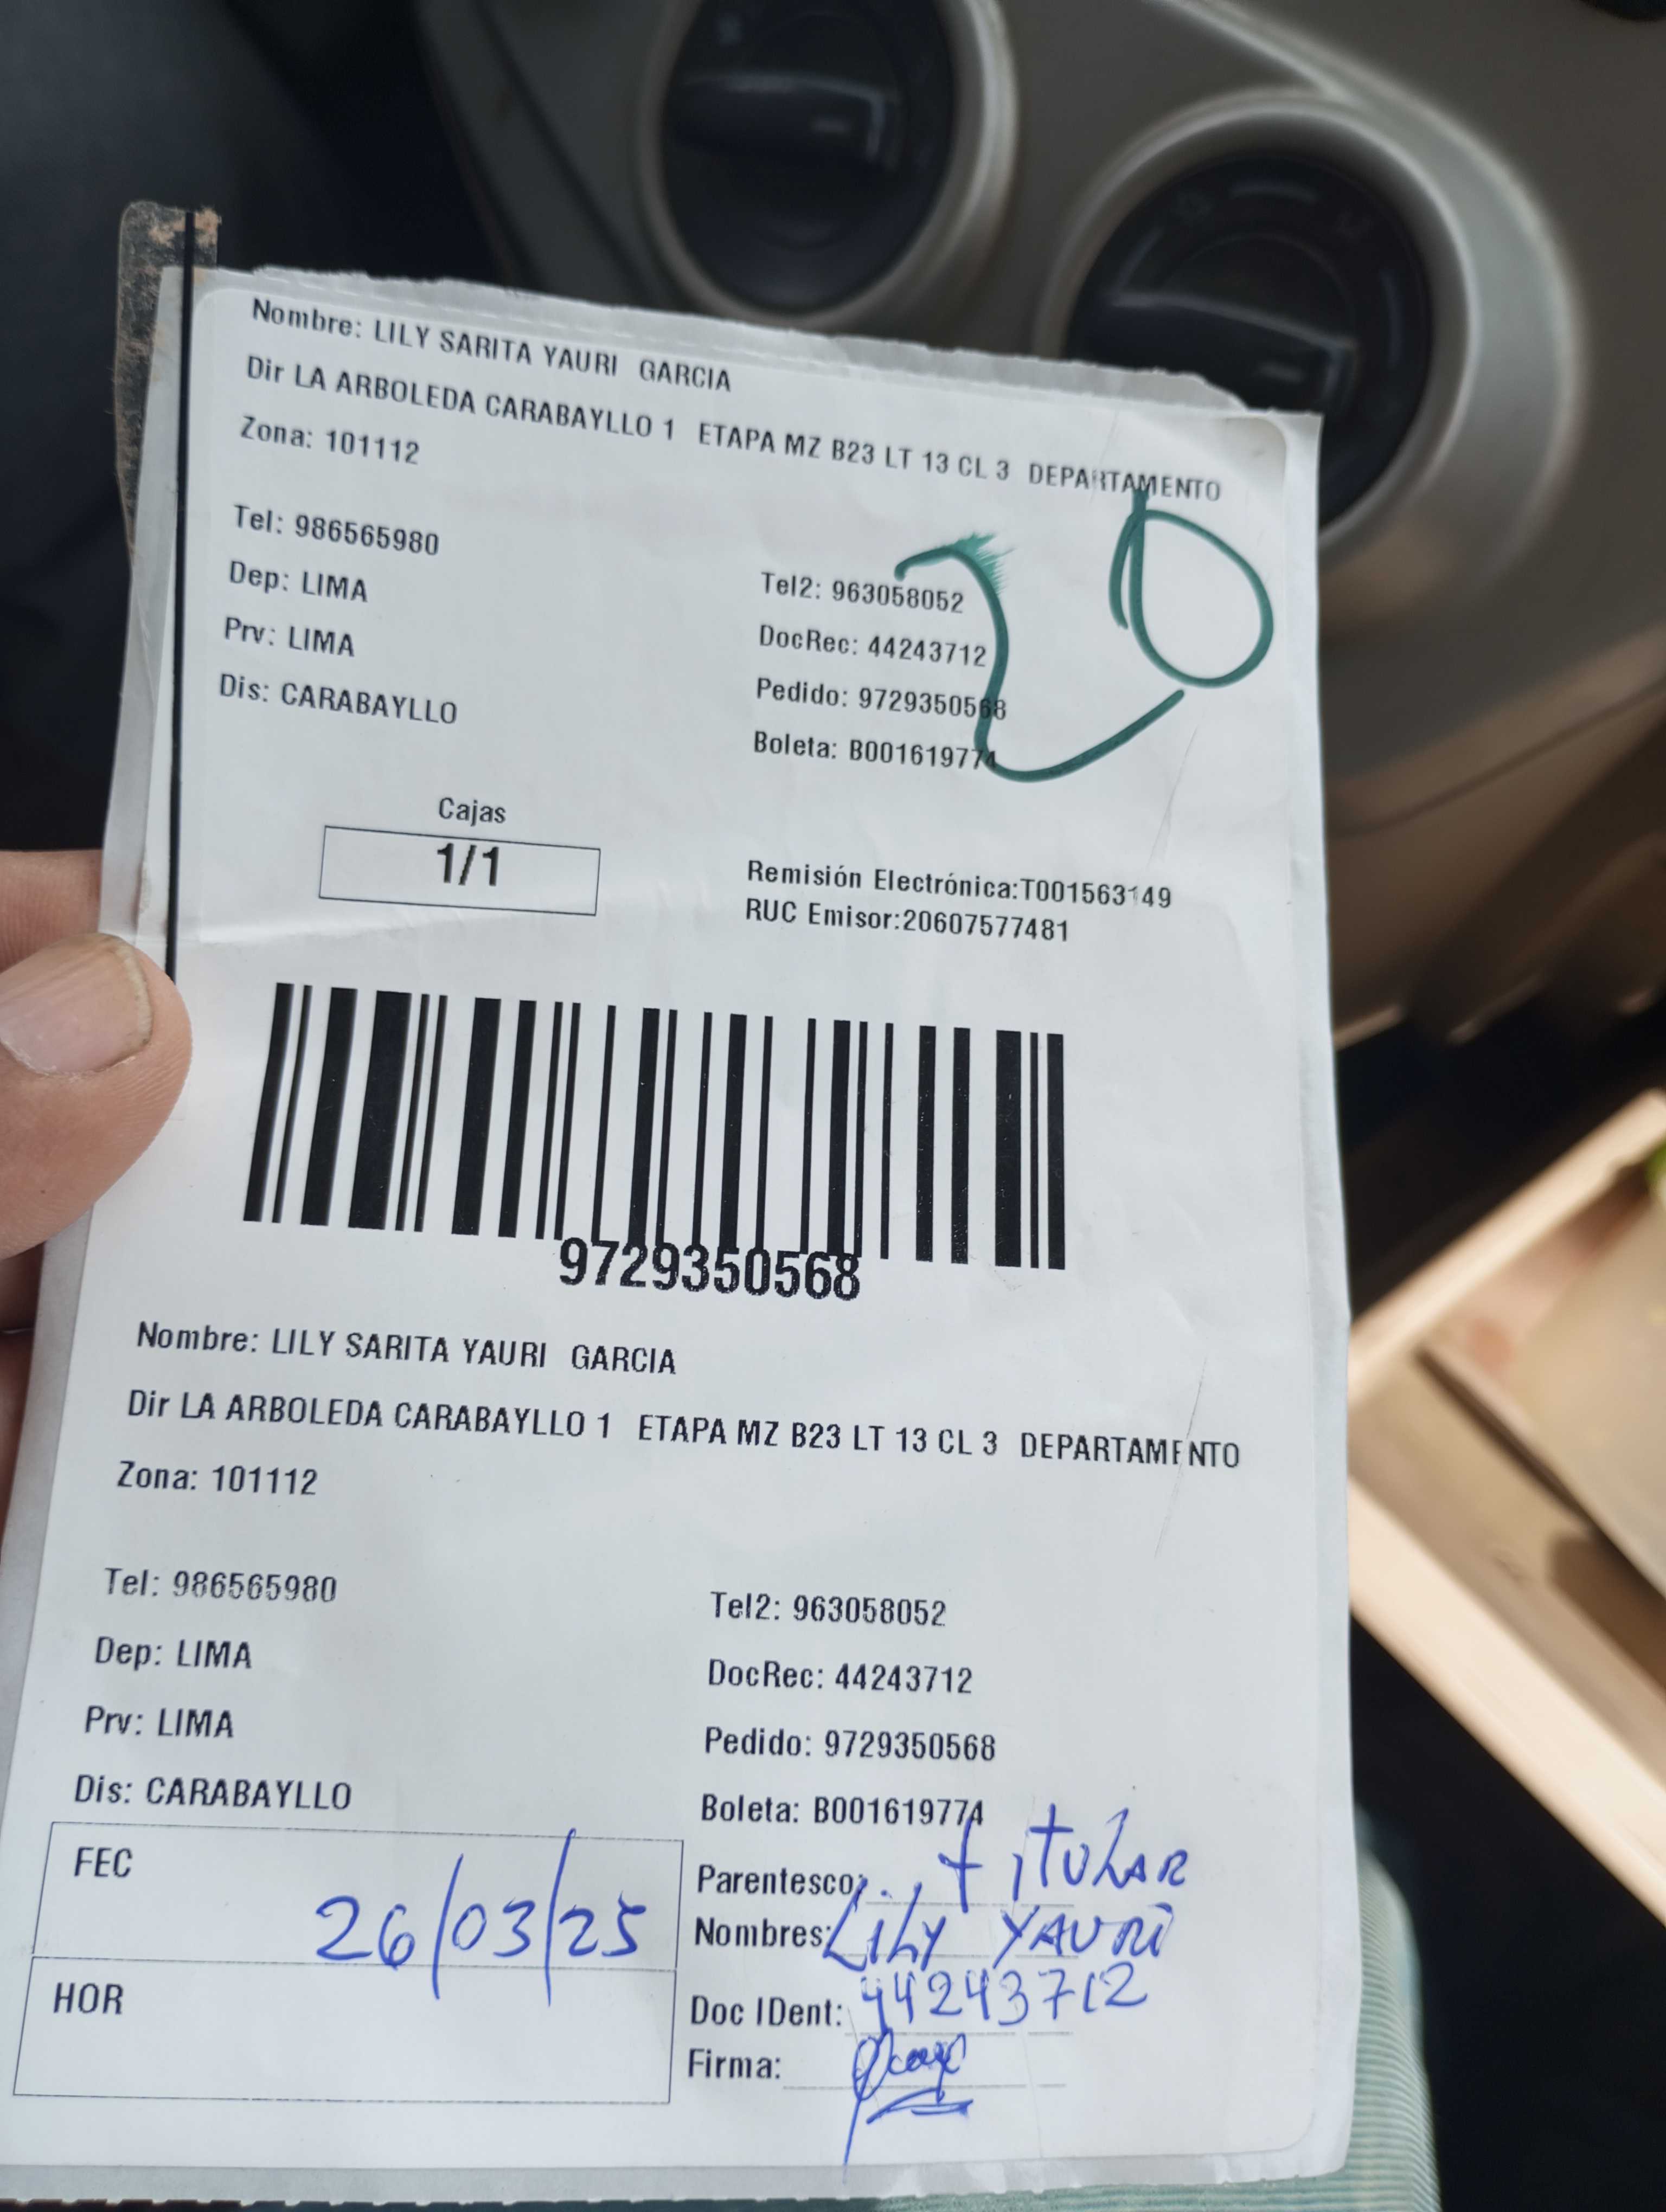 Nombre: LILY SARITA YAURI GARCIA
Dir LA ARBOLEDA CARABAYLLO 1 ETAPA MZ B23 LT 13 CL 3 DEPARTAMENTO
Zona: 101112
Tel: 986565980
Tel2: 963058052
Dep: LIMA
DocRec: 44243712
Prv: LIMA
Pedido: 9729350568
Dis: CARABAYLLO
Boleta: B001619774
20
Cajas
1/1
Remisión Electrónica:T001563149
RUC Emisor:20607577481
9729350568
Nombre: LILY SARITA YAURI GARCIA
Dir LA ARBOLEDA CARABAYLLO 1 ETAPA MZ B23 LT 13 CL 3 DEPARTAMENTO
Zona: 101112
Tel: 986565980
Tel2: 963058052
Dep: LIMA
DocRec: 44243712
Prv: LIMA
Pedido: 9729350568
Dis: CARABAYLLO
Boleta: B001619774
FEC 26/03/25
Parentesco: TITULAR
Nombres: LILY YAURI
HOR
Doc IDent: 44243712
Firma: